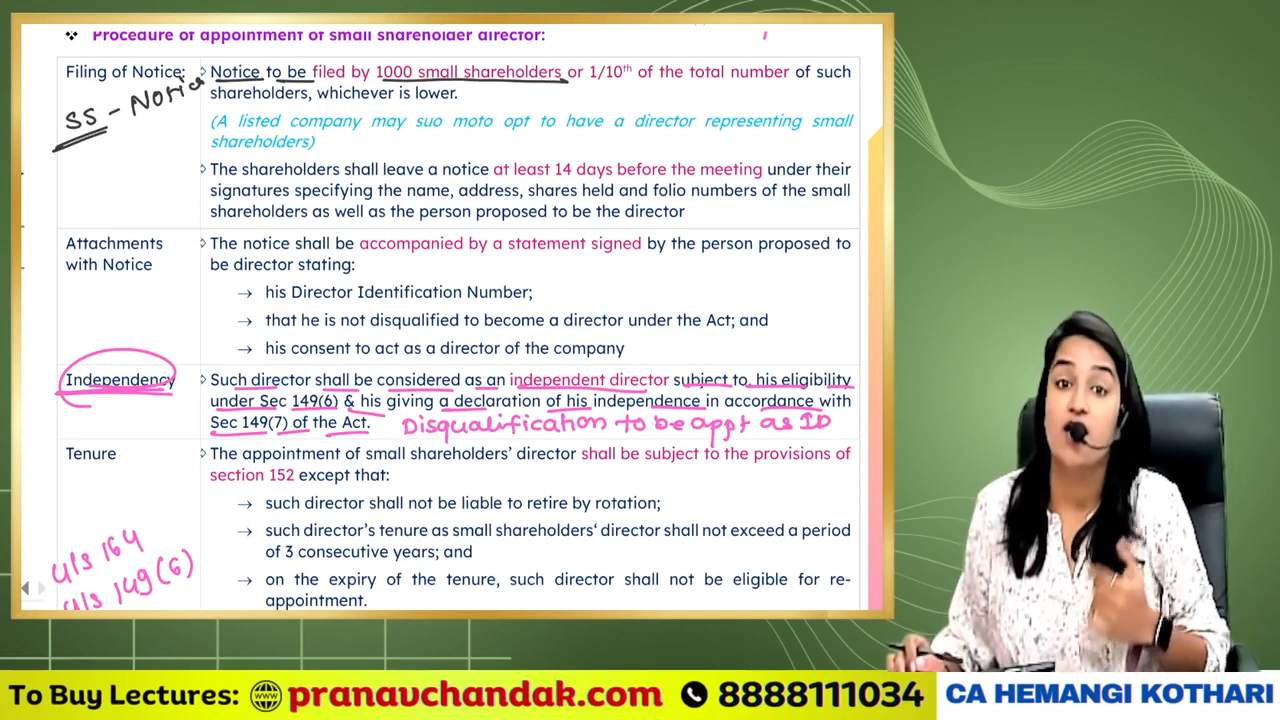 ❖ Procedure of appointment of small shareholder director:
Filing of Notice:
SS - Notice
Notice to be filed by 1000 small shareholders or 1/10th of the total number of such
shareholders, whichever is lower.
(A listed company may suo moto opt to have a director representing small
shareholders)
The shareholders shall leave a notice at least 14 days before the meeting under their
signatures specifying the name, address, shares held and folio numbers of the small
shareholders as well as the person proposed to be the director
Attachments
with Notice
The notice shall be accompanied by a statement signed by the person proposed to
be director stating:
→ his Director Identification Number;
→ that he is not disqualified to become a director under the Act; and
→ his consent to act as a director of the company
Independency
Such director shall be considered as an independent director subject to his eligibility
under Sec 149(6) & his giving a declaration of his independence in accordance with
Sec 149(7) of the Act. Disqualification to be appt as ID
Tenure
u/s 164
u/s 149(6)
The appointment of small shareholders’ director shall be subject to the provisions of
section 152 except that:
→ such director shall not be liable to retire by rotation;
→ such director’s tenure as small shareholders‘ director shall not exceed a period
of 3 consecutive years; and
→ on the expiry of the tenure, such director shall not be eligible for re-
appointment.
To Buy Lectures: pranavchandak.com 8888111034 CA HEMANGI KOTHARI